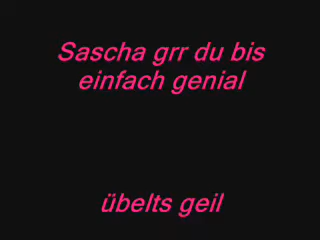 Sascha grr du bis
einfach genial
übelts geil